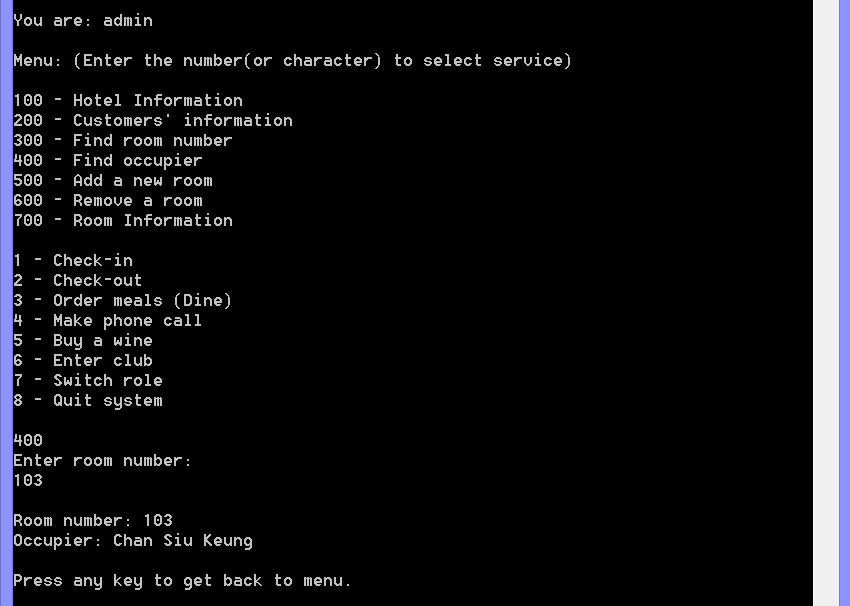 You are: admin
Menu: (Enter the number(or character) to select service)
100 - Hotel Information
200 - Customers' information
300 - Find room number
400 - Find occupier
500 - Add a new room
600 - Remove a room
700 - Room Information
1 - Check-in
2 - Check-out
3 - Order meals (Dine)
4 - Make phone call
5 - Buy a wine
6 - Enter club
7 - Switch role
8 - Quit system
400
Enter room number:
103
Room number: 103
Occupier: Chan Siu Keung
Press any key to get back to menu.